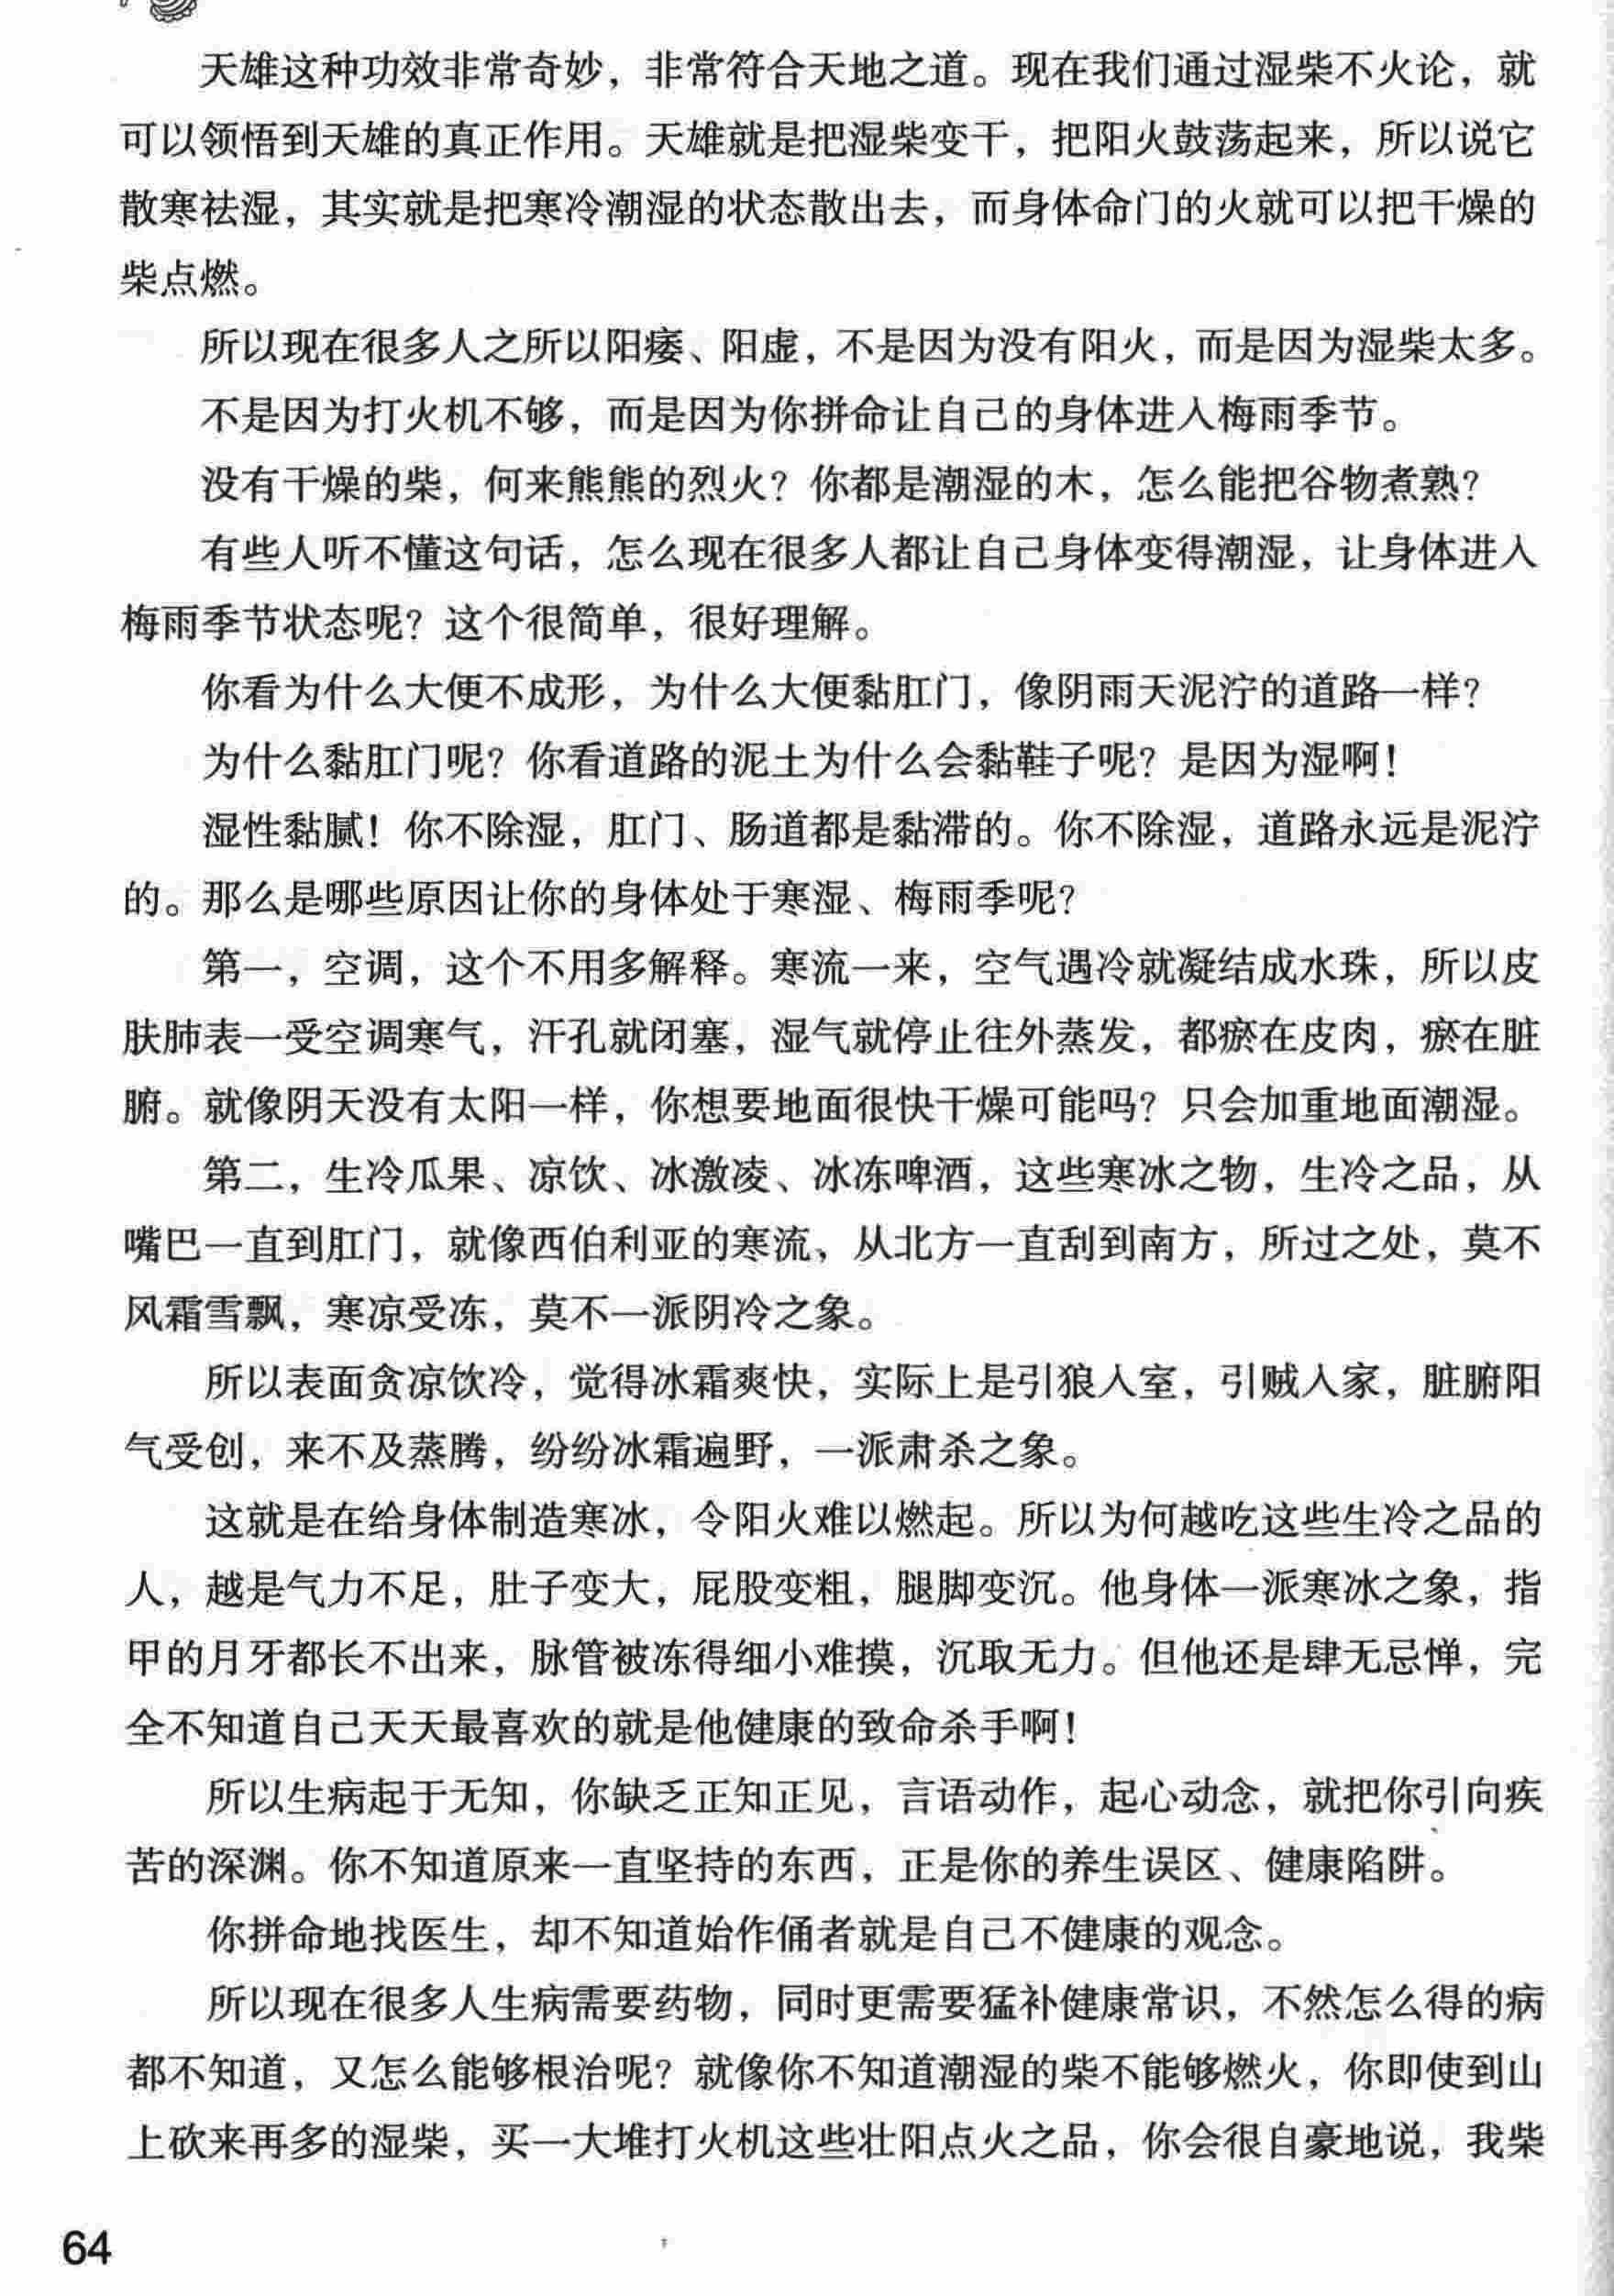 天雄这种功效非常奇妙，非常符合天地之道。现在我们通过湿柴不火论，就
可以领悟到天雄的真正作用。天雄就是把湿柴变干，把阳火鼓荡起来，所以说它
散寒祛湿，其实就是把寒冷潮湿的状态散出去，而身体命门的火就可以把干燥的
柴点燃。
所以现在很多人之所以阳痿、阳虚，不是因为没有阳火，而是因为湿柴太多。
不是因为打火机不够，而是因为你拼命让自己的身体进入梅雨季节。
没有干燥的柴，何来熊熊的烈火？你都是潮湿的木，怎么能把谷物煮熟？
有些人听不懂这句话，怎么现在很多人都让自己身体变得潮湿，让身体进入
梅雨季节状态呢？这个很简单，很好理解。
你看为什么大便不成形，为什么大便黏肛门，像阴雨天泥泞的道路一样？
为什么黏肛门呢？你看道路的泥土为什么会黏鞋子呢？是因为湿啊！
湿性黏腻！你不除湿，肛门、肠道都是黏滞的。你不除湿，道路永远是泥泞
的。那么是哪些原因让你的身体处于寒湿、梅雨季呢？
第一，空调，这个不用多解释。寒流一来，空气遇冷就凝结成水珠，所以皮
肤肺表一受空调寒气，汗孔就闭塞，湿气就停止往外蒸发，都瘀在皮肉，瘀在脏
腑。就像阴天没有太阳一样，你想要地面很快干燥可能吗？只会加重地面潮湿。
第二，生冷瓜果、凉饮、冰激凌、冰冻啤酒，这些寒冰之物，生冷之品，从
嘴巴一直到肛门，就像西伯利亚的寒流，从北方一直刮到南方，所过之处，莫不
风霜雪飘，寒凉受冻，莫不一派阴冷之象。
所以表面贪凉饮冷，觉得冰霜爽快，实际上是引狼入室，引贼入家，脏腑阳
气受创，来不及蒸腾，纷纷冰霜遍野，一派肃杀之象。
这就是在给身体制造寒冰，令阳火难以燃起。所以为何越吃这些生冷之品的
人，越是气力不足，肚子变大，屁股变粗，腿脚变沉。他身体一派寒冰之象，指
甲的月牙都长不出来，脉管被冻得细小难摸，沉取无力。但他还是肆无忌惮，完
全不知道自己天天最喜欢的就是他健康的致命杀手啊！
所以生病起于无知，你缺乏正知正见，言语动作，起心动念，就把你引向疾
苦的深渊。你不知道原来一直坚持的东西，正是你的养生误区、健康陷阱。
你拼命地找医生，却不知道始作俑者就是自己不健康的观念。
所以现在很多人生病需要药物，同时更需要猛补健康常识，不然怎么得的病
都不知道，又怎么能够根治呢？就像你不知道潮湿的柴不能够燃火，你即使到山
上砍来再多的湿柴，买一大堆打火机这些壮阳点火之品，你会很自豪地说，我柴
64